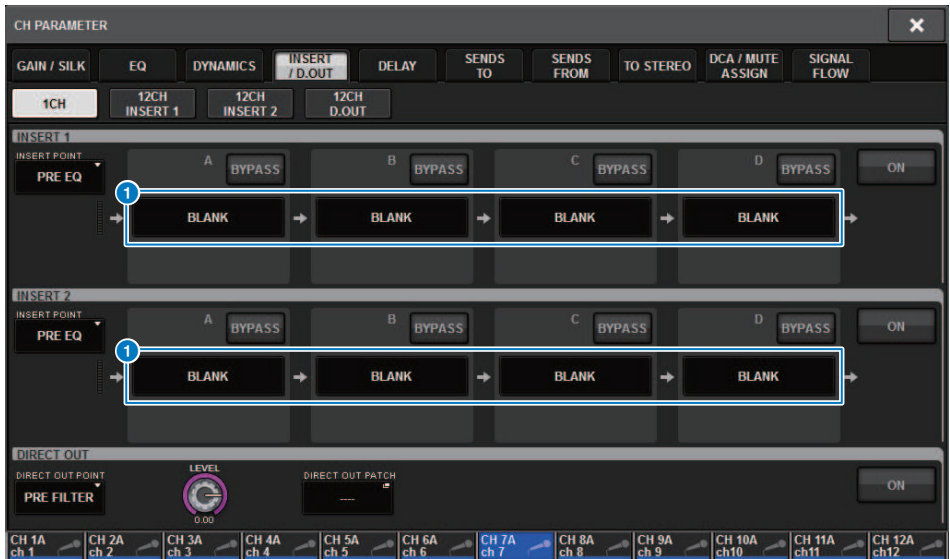 CH PARAMETER
GAIN / SILK
EQ
DYNAMICS
INSERT
/ D.OUT
DELAY
SENDS
TO
SENDS
FROM
TO STEREO
DCA / MUTE
ASSIGN
SIGNAL
FLOW
1CH
12CH
INSERT 1
12CH
INSERT 2
12CH
D.OUT
INSERT 1
INSERT POINT
PRE EQ
A
BYPASS
B
BYPASS
C
BYPASS
D
BYPASS
ON
1
BLANK
BLANK
BLANK
BLANK
INSERT 2
INSERT POINT
PRE EQ
A
BYPASS
B
BYPASS
C
BYPASS
D
BYPASS
ON
1
BLANK
BLANK
BLANK
BLANK
DIRECT OUT
DIRECT OUT POINT
PRE FILTER
LEVEL
0.00
DIRECT OUT PATCH
----
ON
CH 1A
ch 1
CH 2A
ch 2
CH 3A
ch 3
CH 4A
ch 4
CH 5A
ch 5
CH 6A
ch 6
CH 7A
ch 7
CH 8A
ch 8
CH 9A
ch 9
CH 10A
ch10
CH 11A
ch11
CH 12A
ch12